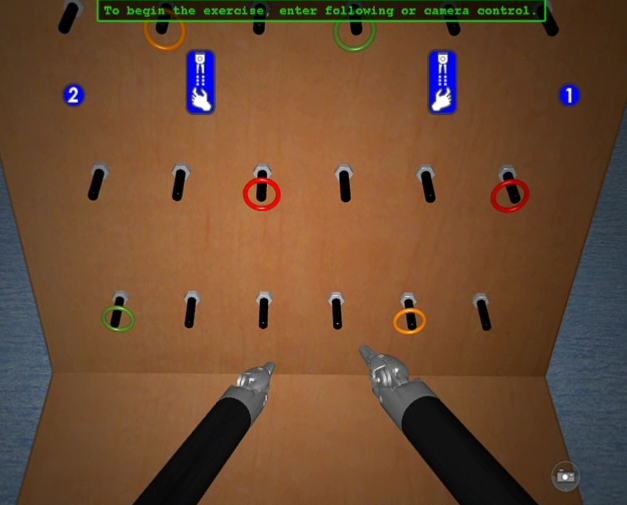 To begin the exercise, enter following or camera control.
2
1